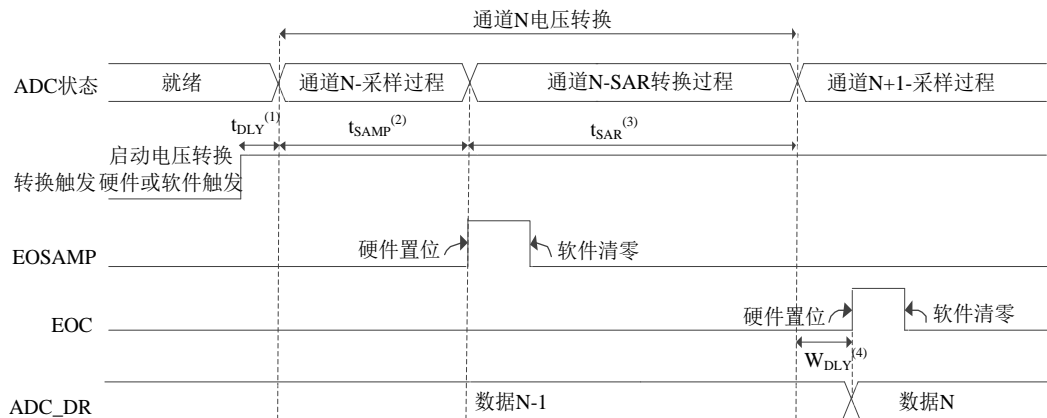 通道N电压转换
ADC状态 就绪 通道N-采样过程 通道N-SAR转换过程 通道N+1-采样过程
tDLY(1) tSAMP(2) tSAR(3)
启动电压转换
转换触发 硬件或软件触发
EOSAMP 硬件置位 软件清零
EOC 硬件置位 软件清零
WDLY(4)
ADC_DR 数据N-1 数据N